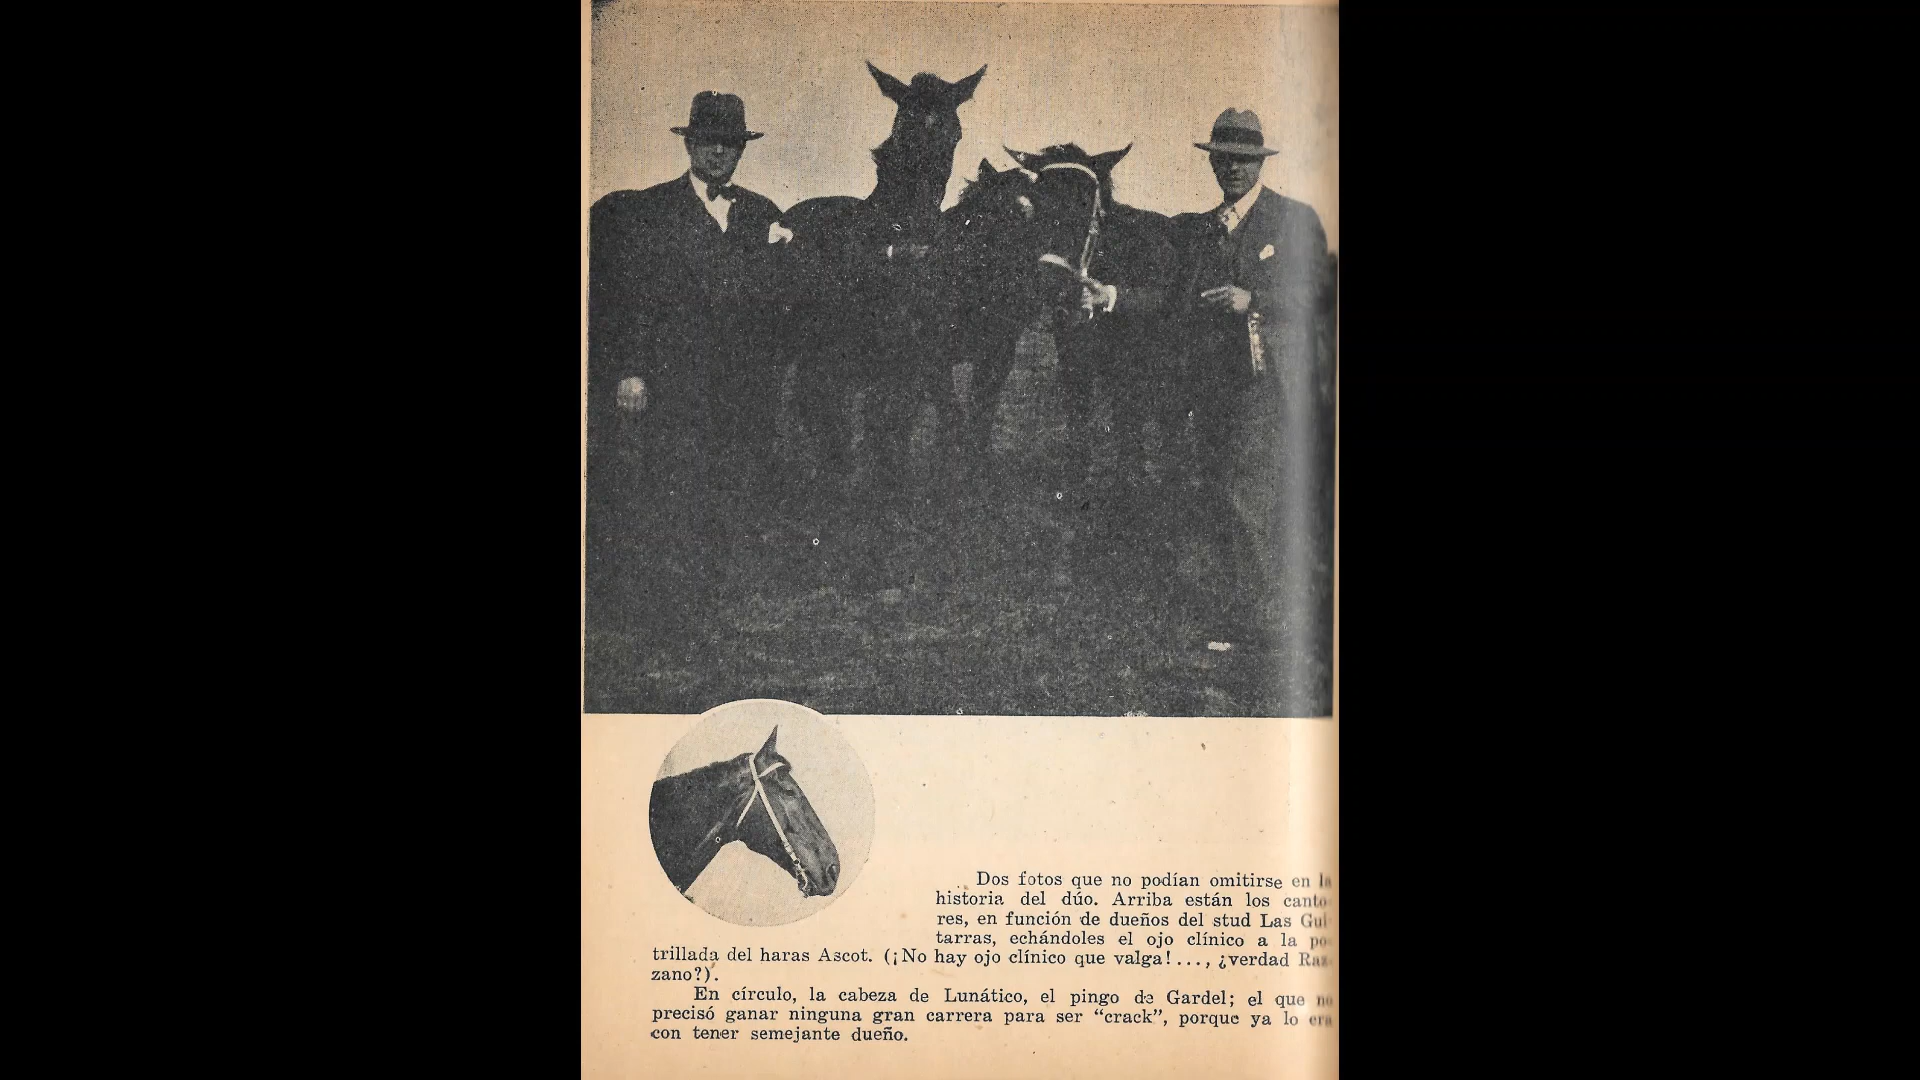 Dos fotos que no podían omitirse en la
historia del dúo. Arriba están los canto
res, en función de dueños del stud Las Gui
tarras, echándoles el ojo clínico a la po
trillada del haras Ascot. (¡No hay ojo clínico que valga!..., ¿verdad Raz
zano?).
En círculo, la cabeza de Lunático, el pingo de Gardel; el que no
precisó ganar ninguna gran carrera para ser “crack”, porque ya lo era
con tener semejante dueño.